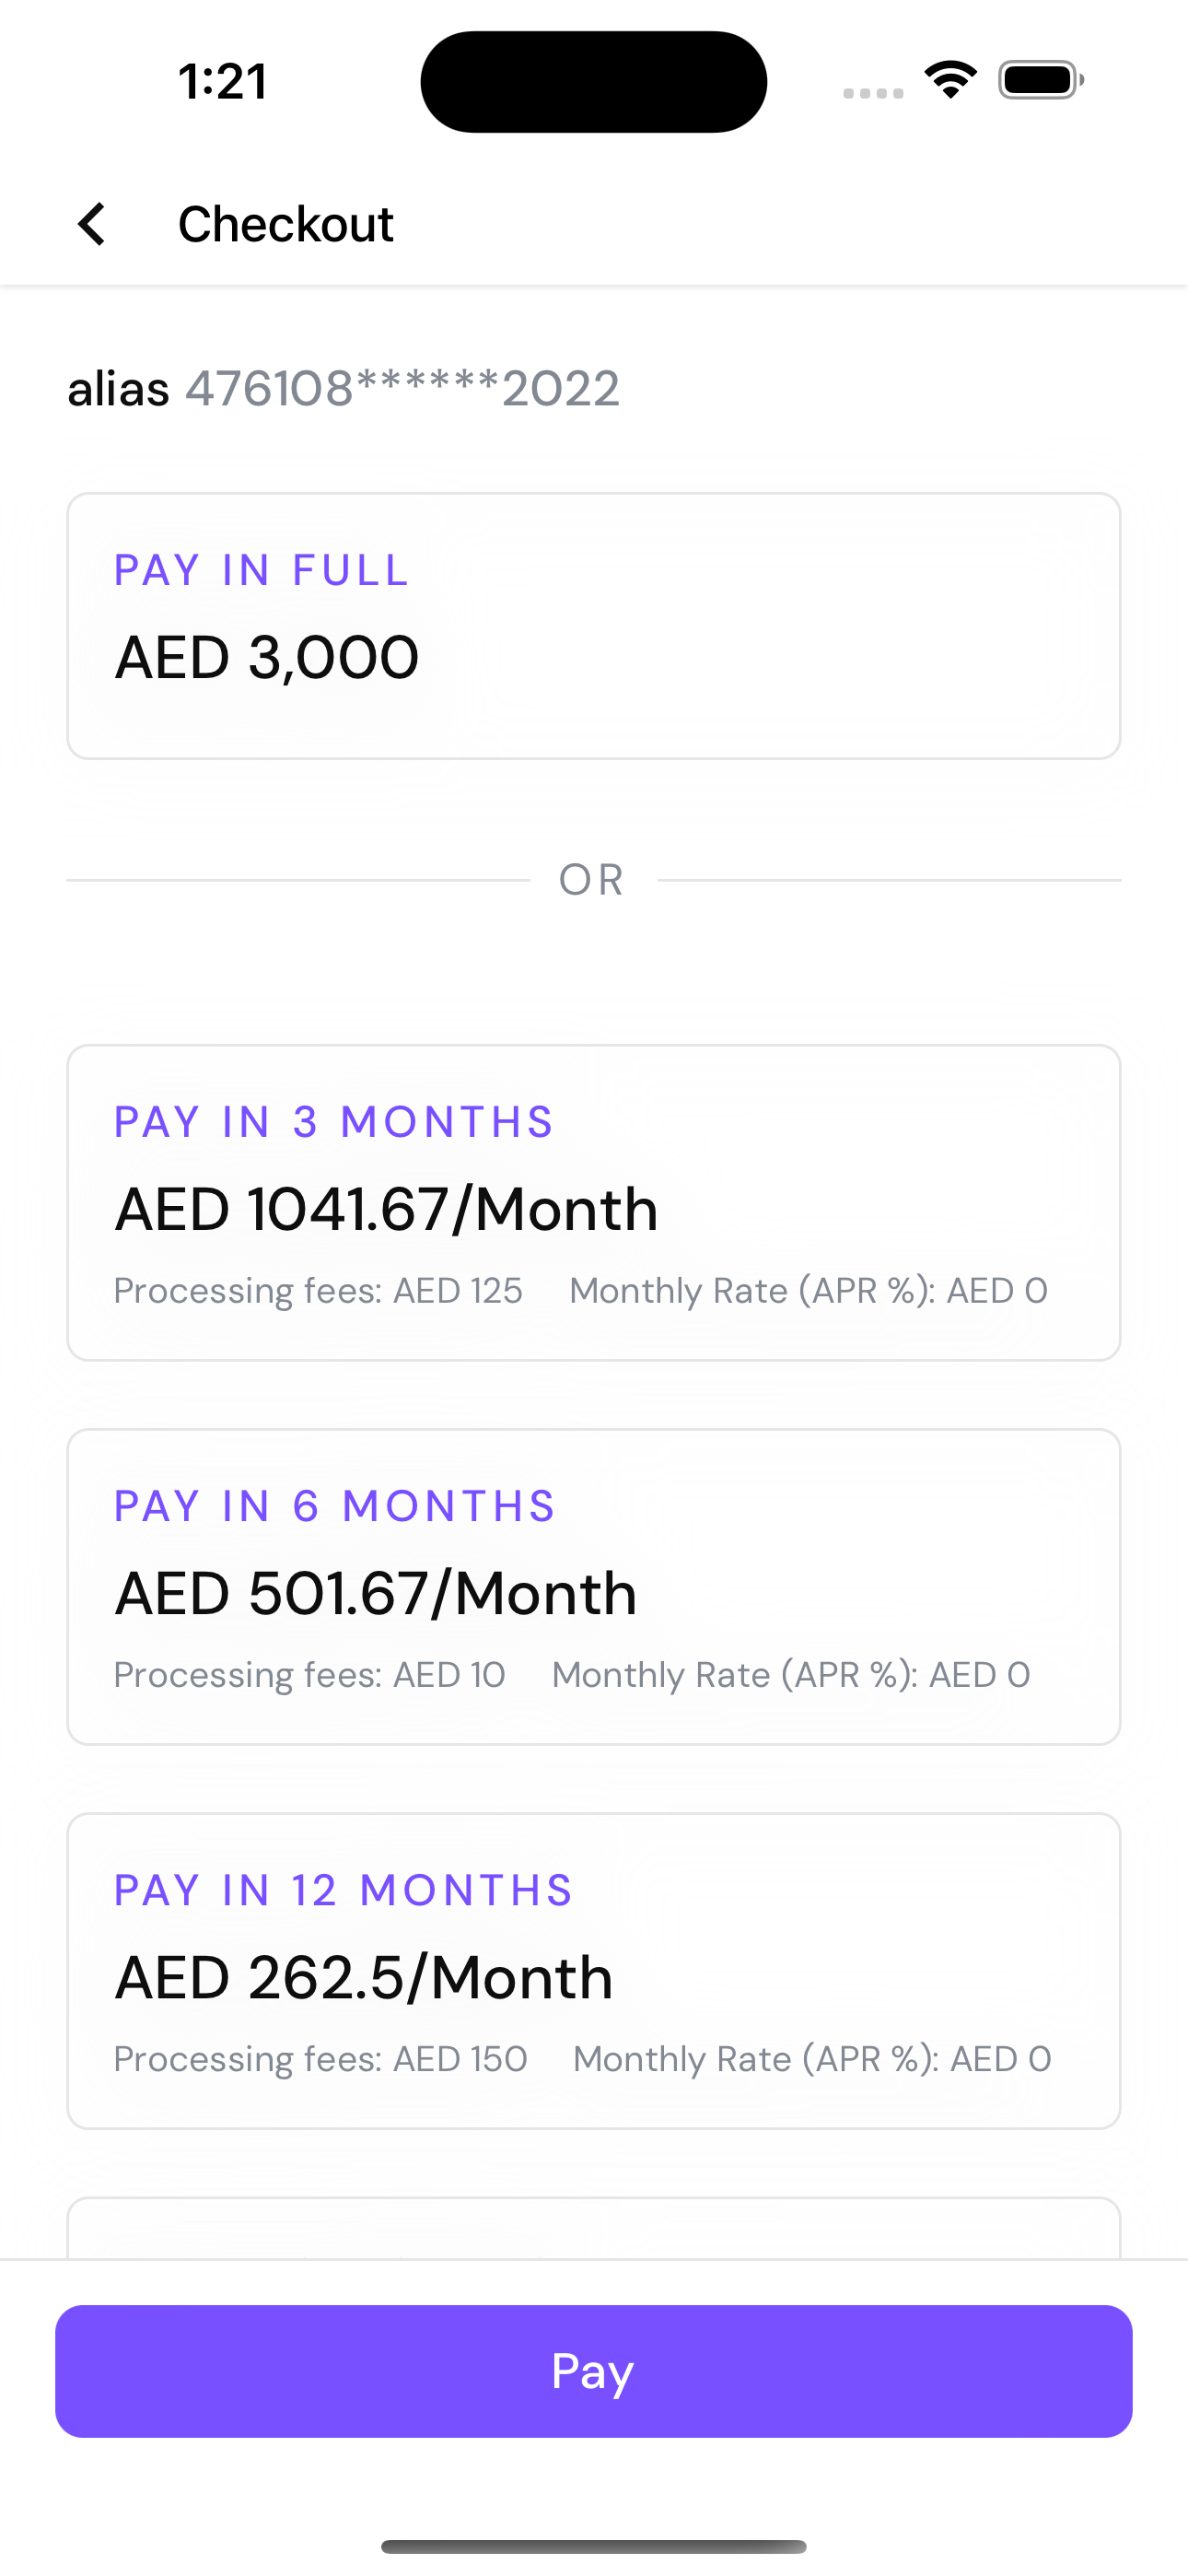 1:21
Checkout
alias 476108******2022
PAY IN FULL
AED 3,000
OR
PAY IN 3 MONTHS
AED 1041.67/Month
Processing fees: AED 125 Monthly Rate (APR %): AED 0
PAY IN 6 MONTHS
AED 501.67/Month
Processing fees: AED 10 Monthly Rate (APR %): AED 0
PAY IN 12 MONTHS
AED 262.5/Month
Processing fees: AED 150 Monthly Rate (APR %): AED 0
Pay